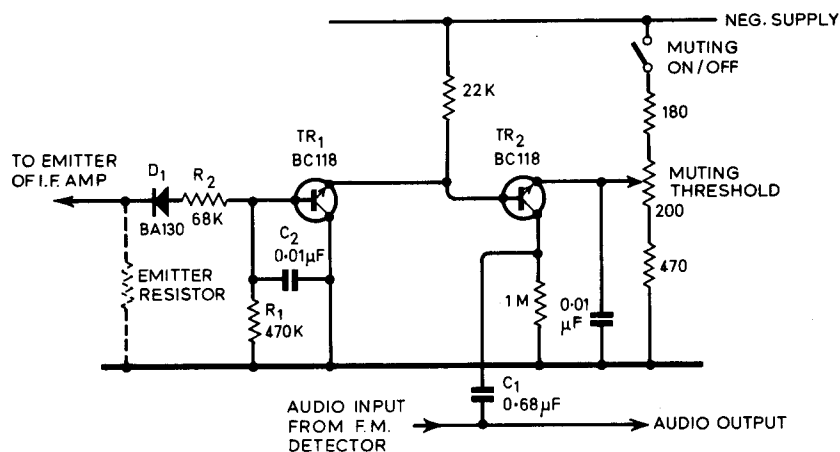 NEG. SUPPLY
MUTING
ON/OFF
22K
180
TR1
BC118
TR2
BC118
TO EMITTER
OF I.F. AMP
D1
R2
MUTING
THRESHOLD
BA130
68K
200
C2
0·01µF
EMITTER
RESISTOR
470
1M
0·01
µF
R1
470K
C1
0·68µF
AUDIO INPUT
FROM F.M.
DETECTOR
AUDIO OUTPUT